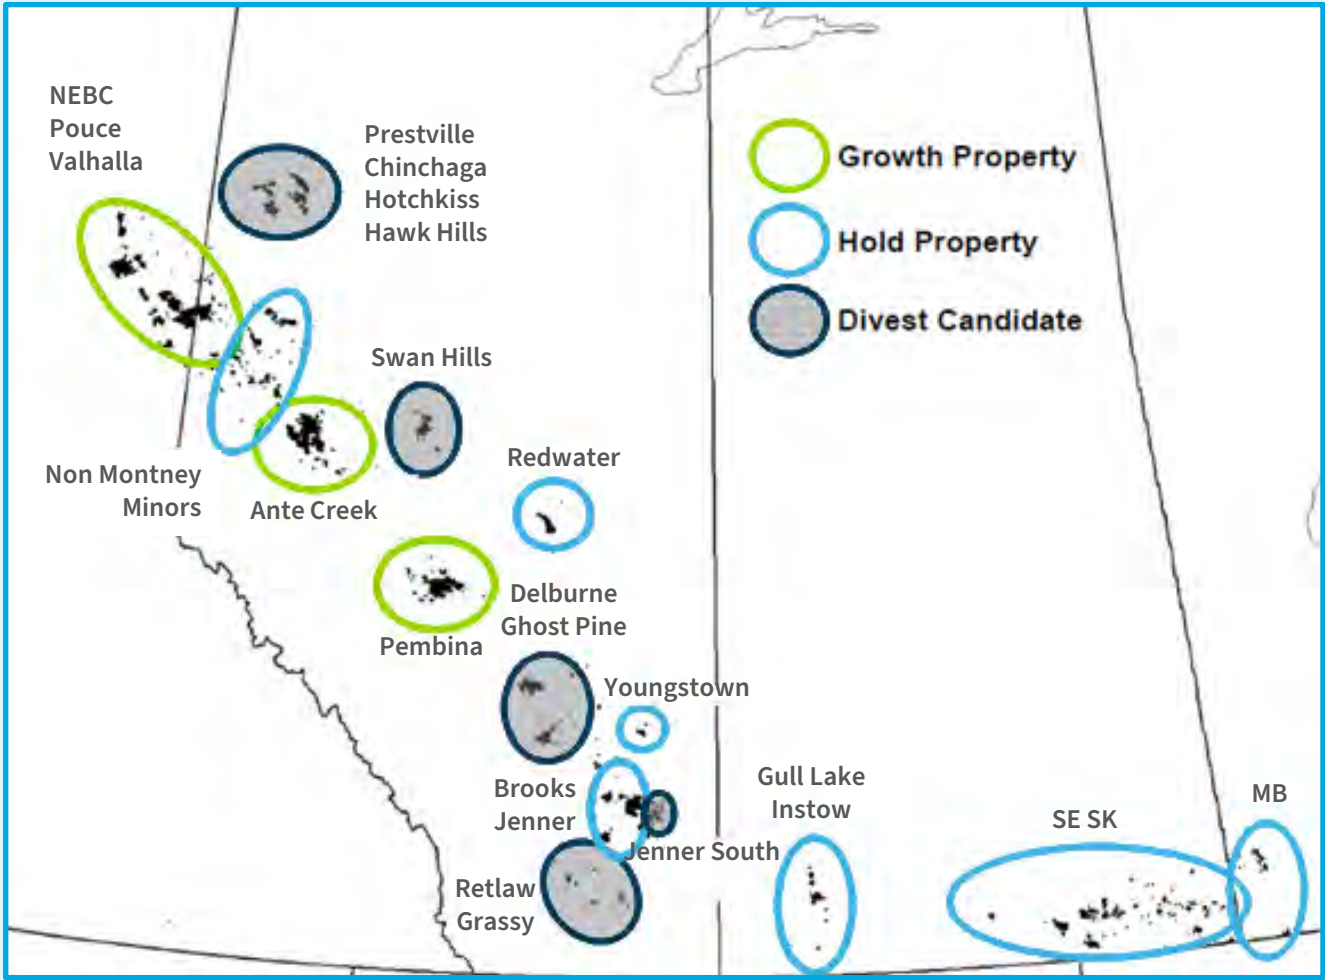 NEBC
Pouce
Valhalla
Prestville
Chinchaga
Hotchkiss
Hawk Hills
Growth Property
Hold Property
Divest Candidate
Swan Hills
Redwater
Non Montney
Minors
Ante Creek
Delburne
Ghost Pine
Pembina
Youngstown
Brooks
Jenner
Gull Lake
Instow
MB
SE SK
Jenner South
Retlaw
Grassy